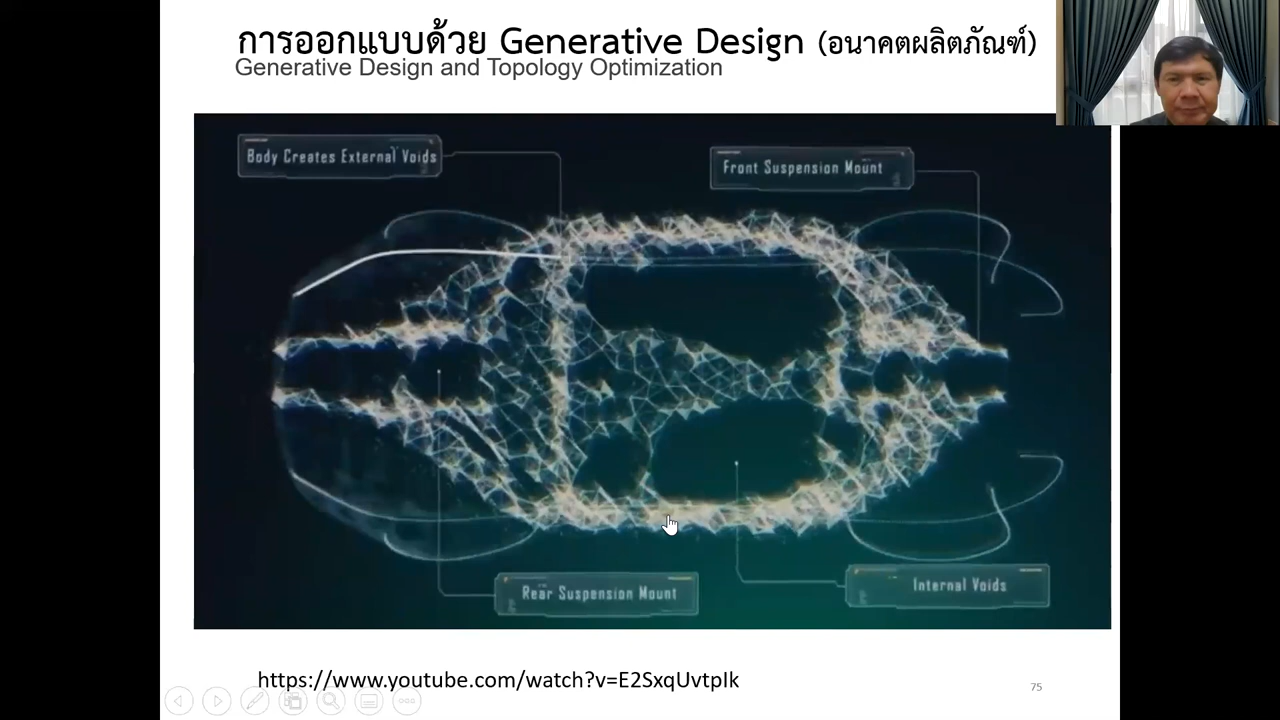 การออกแบบด้วย Generative Design (อนาคตผลิตภัณฑ์)
Generative Design and Topology Optimization
Body Creates External Voids
Front Suspension Mount
Rear Suspension Mount
Internal Voids
https://www.youtube.com/watch?v=E2SxqUvtpIk
75